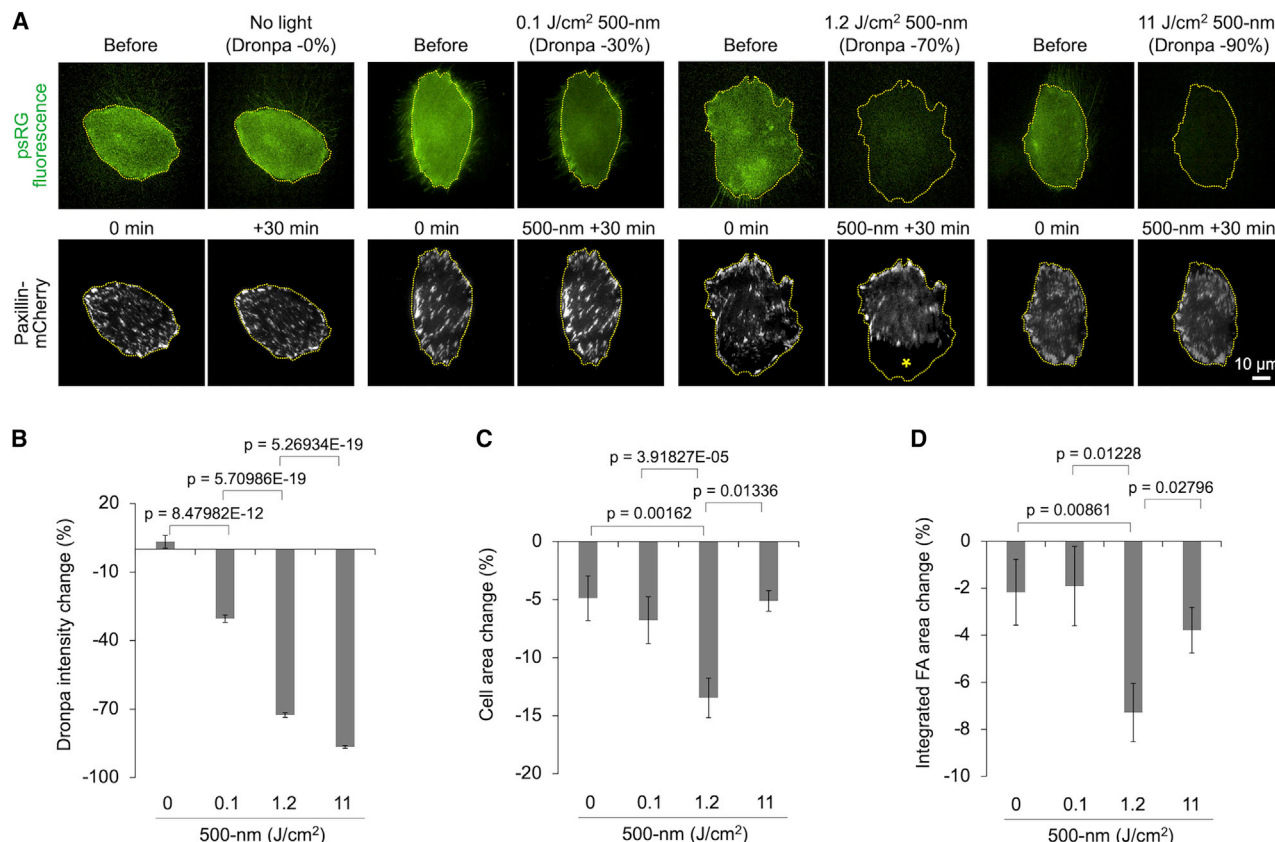 A
No light
Before
(Dronpa -0%)
0.1 J/cm² 500-nm
Before
(Dronpa -30%)
1.2 J/cm² 500-nm
Before
(Dronpa -70%)
11 J/cm² 500-nm
Before
(Dronpa -90%)
psRG
fluorescence
0 min
+30 min
0 min
500-nm +30 min
0 min
500-nm +30 min
0 min
500-nm +30 min
Paxillin-
mCherry
*
10 µm
B
p = 5.26934E-19
p = 5.70986E-19
p = 8.47982E-12
Dronpa intensity change (%)
20
-10
-40
-70
-100
0
0.1
1.2
11
500-nm (J/cm²)
C
p = 3.91827E-05
p = 0.01336
p = 0.00162
Cell area change (%)
0
-5
-10
-15
-20
0
0.1
1.2
11
500-nm (J/cm²)
D
p = 0.01228
p = 0.02796
p = 0.00861
Integrated FA area change (%)
0
-2
-4
-6
-8
-10
0
0.1
1.2
11
500-nm (J/cm²)